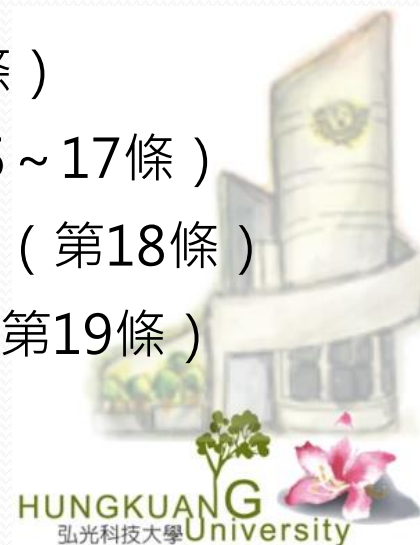 條）
～17條）
（第18條）
第19條）
HUNGKUANG
弘光科技大學University